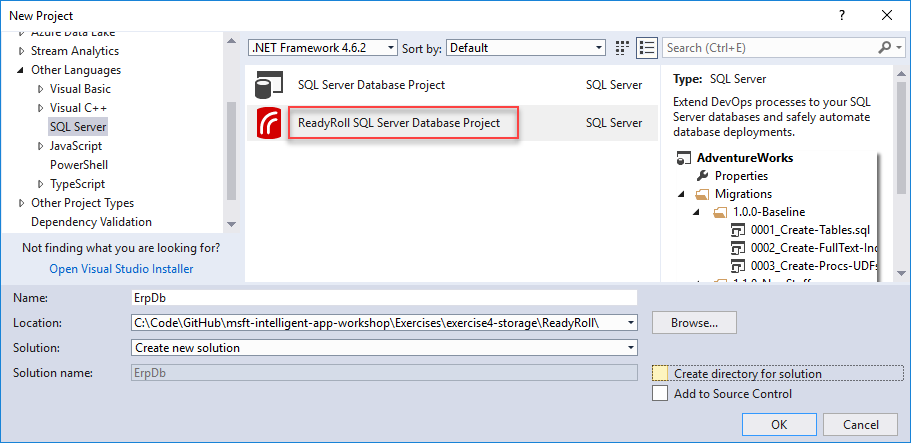 New Project
Azure Data Lake
Stream Analytics
Other Languages
Visual Basic
Visual C++
SQL Server
JavaScript
PowerShell
TypeScript
Other Project Types
Dependency Validation
Not finding what you are looking for?
Open Visual Studio Installer
.NET Framework 4.6.2
Sort by:
Default
SQL Server Database Project
SQL Server
ReadyRoll SQL Server Database Project
SQL Server
Search (Ctrl+E)
Type: SQL Server
Extend DevOps processes to your SQL
Server databases and safely automate
database deployments.
AdventureWorks
Properties
Migrations
1.0.0-Baseline
0001_Create-Tables.sql
0002_Create-FullText-Inc
0003_Create-Procs-UDFs
Name:
ErpDb
Location:
C:\Code\GitHub\msft-intelligent-app-workshop\Exercises\exercise4-storage\ReadyRoll\
Browse...
Solution:
Create new solution
Solution name:
ErpDb
Create directory for solution
Add to Source Control
OK
Cancel